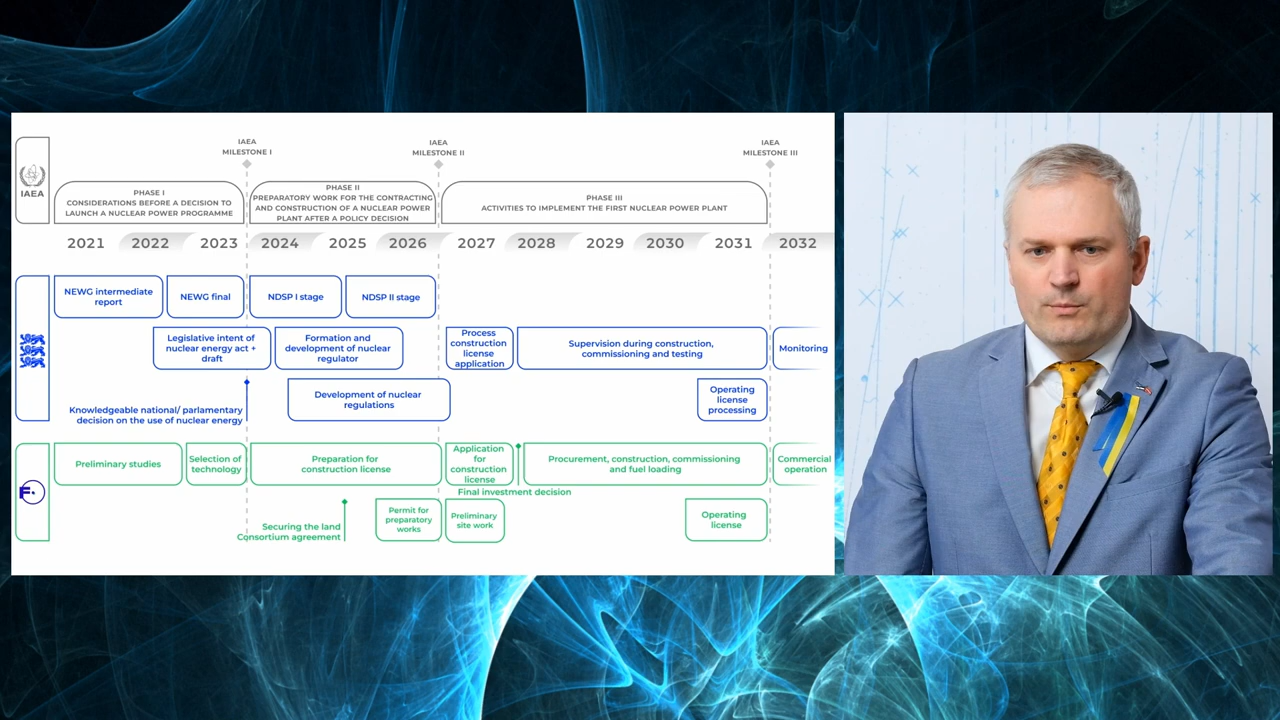 IAEA
MILESTONE I
IAEA
MILESTONE II
IAEA
MILESTONE III
IAEA
PHASE I
CONSIDERATIONS BEFORE A DECISION TO
LAUNCH A NUCLEAR POWER PROGRAMME
PHASE II
PREPARATORY WORK FOR THE CONTRACTING
AND CONSTRUCTION OF A NUCLEAR POWER
PLANT AFTER A POLICY DECISION
PHASE III
ACTIVITIES TO IMPLEMENT THE FIRST NUCLEAR POWER PLANT
2021 2022 2023 2024 2025 2026 2027 2028 2029 2030 2031 2032
NEWG intermediate
report
NEWG final
NDSP I stage
NDSP II stage
Legislative intent of
nuclear energy act +
draft
Formation and
development of nuclear
regulator
Process
construction
license
application
Supervision during construction,
commissioning and testing
Monitoring
Development of nuclear
regulations
Operating
license
processing
Knowledgeable national/ parlamentary
decision on the use of nuclear energy
F.
Preliminary studies
Selection of
technology
Preparation for
construction license
Application
for
construction
license
Procurement, construction, commissioning
and fuel loading
Commercial
operation
Final investment decision
Securing the land
Consortium agreement
Permit for
preparatory
works
Preliminary
site work
Operating
license